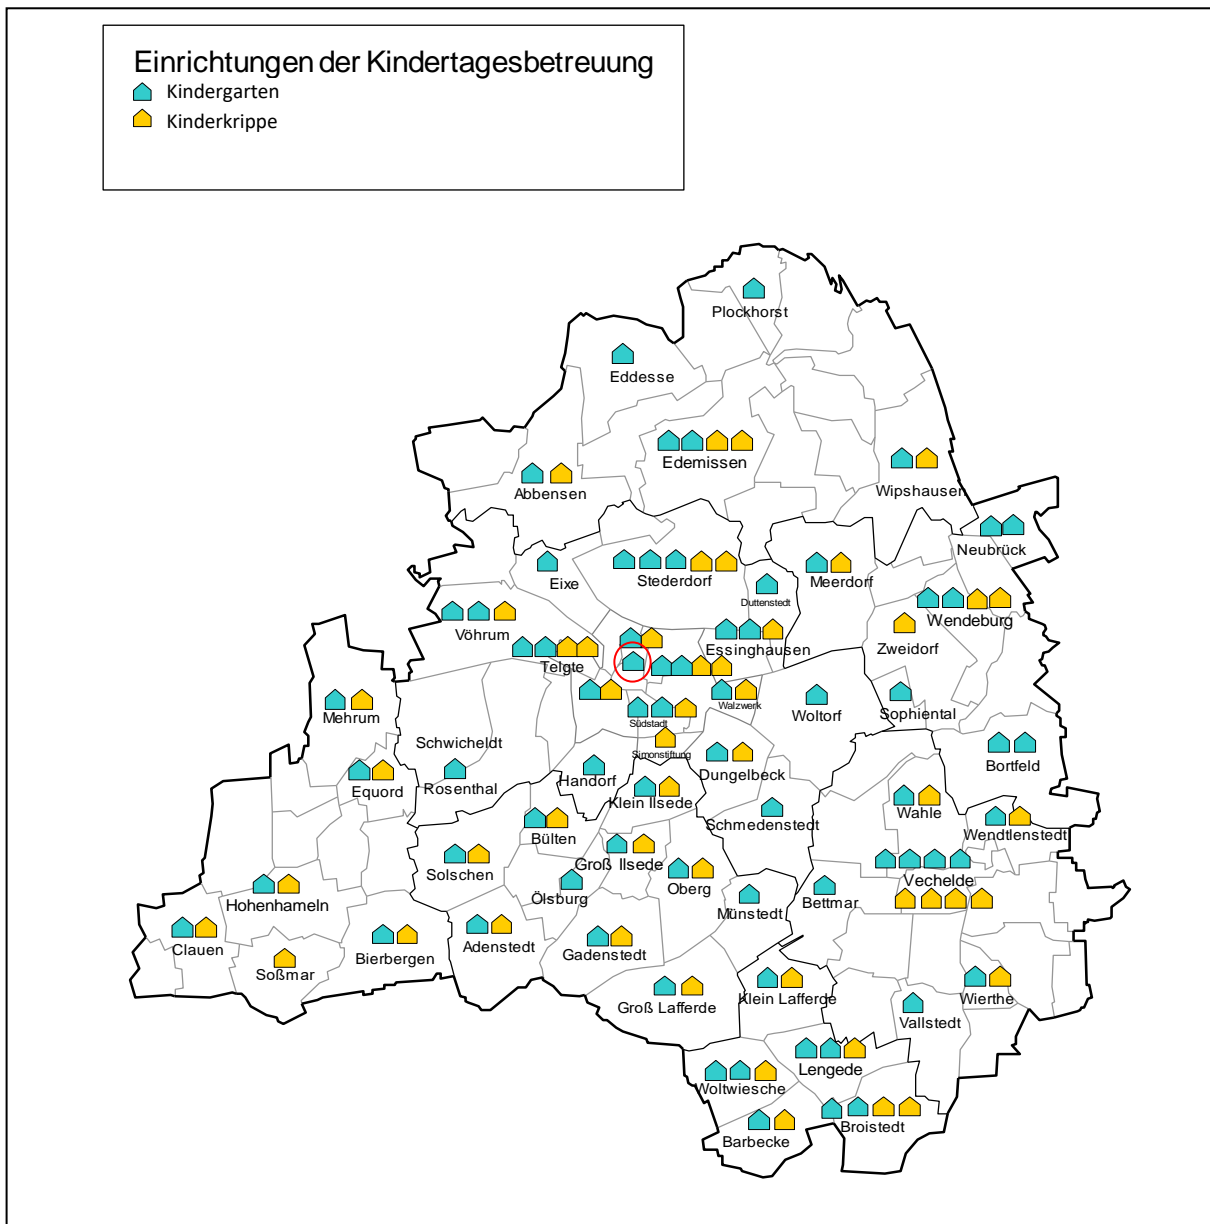 Einrichtungen der Kindertagesbetreuung
Kindergarten
Kinderkrippe
Plockhorst
Eddesse
Edemissen
Abbensen
Wipshausen
Neubrück
Eixe
Stederdorf
Meerdorf
Duttenstedt
Vöhrum
Wendeburg
Essinghausen
Zweidorf
Telgte
Mehrum
Südstadt
Walzwerk
Woltorf
Sophiental
Schwicheldt
Simonstiftung
Bortfeld
Equord
Rosenthal
Handorf
Dungelbeck
Klein Ilsede
Schmedenstedt
Wahle
Wendtlenstedt
Bülten
Solschen
Groß Ilsede
Oberg
Vechelde
Hohenhameln
Ölsburg
Münstedt
Bettmar
Clauen
Soßmar
Bierbergen
Adenstedt
Gadenstedt
Groß Lafferde
Klein Lafferde
Wierthe
Vallstedt
Lengede
Woltwiesche
Broistedt
Barbecke